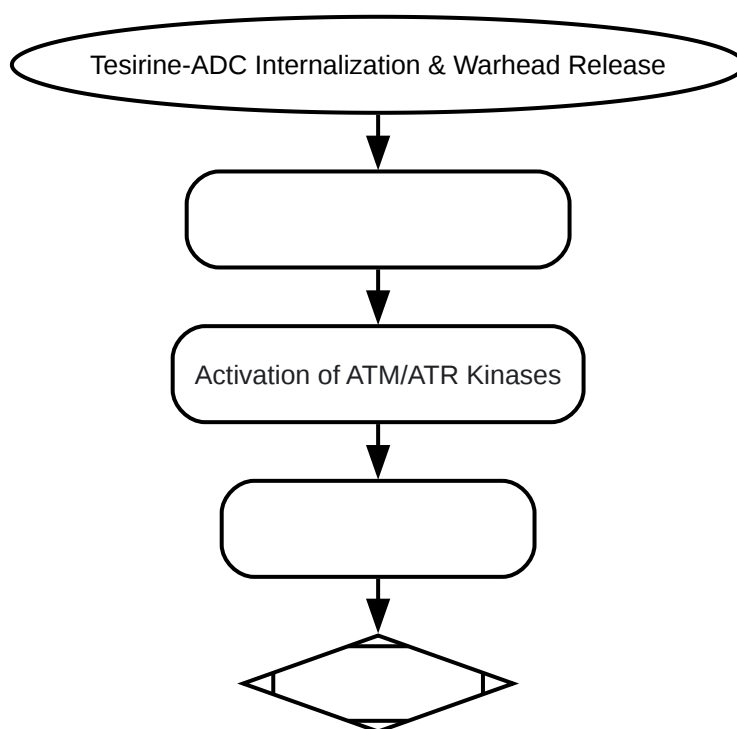 Tesirine-ADC Internalization & Warhead Release
Activation of ATM/ATR Kinases